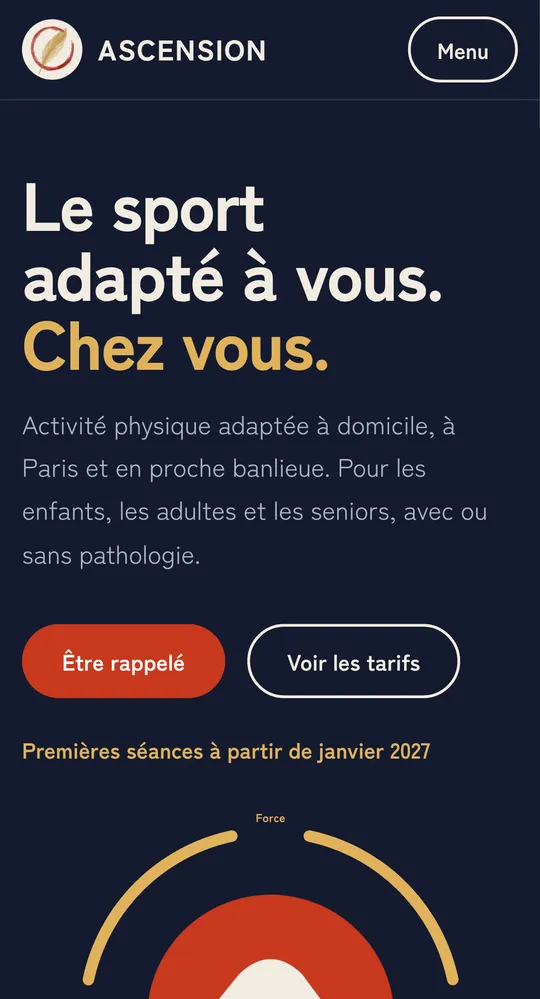 ASCENSION
Menu
Le sport
adapté à vous.
Chez vous.
Activité physique adaptée à domicile, à
Paris et en proche banlieue. Pour les
enfants, les adultes et les seniors, avec ou
sans pathologie.
Être rappelé
Voir les tarifs
Premières séances à partir de janvier 2027
Force